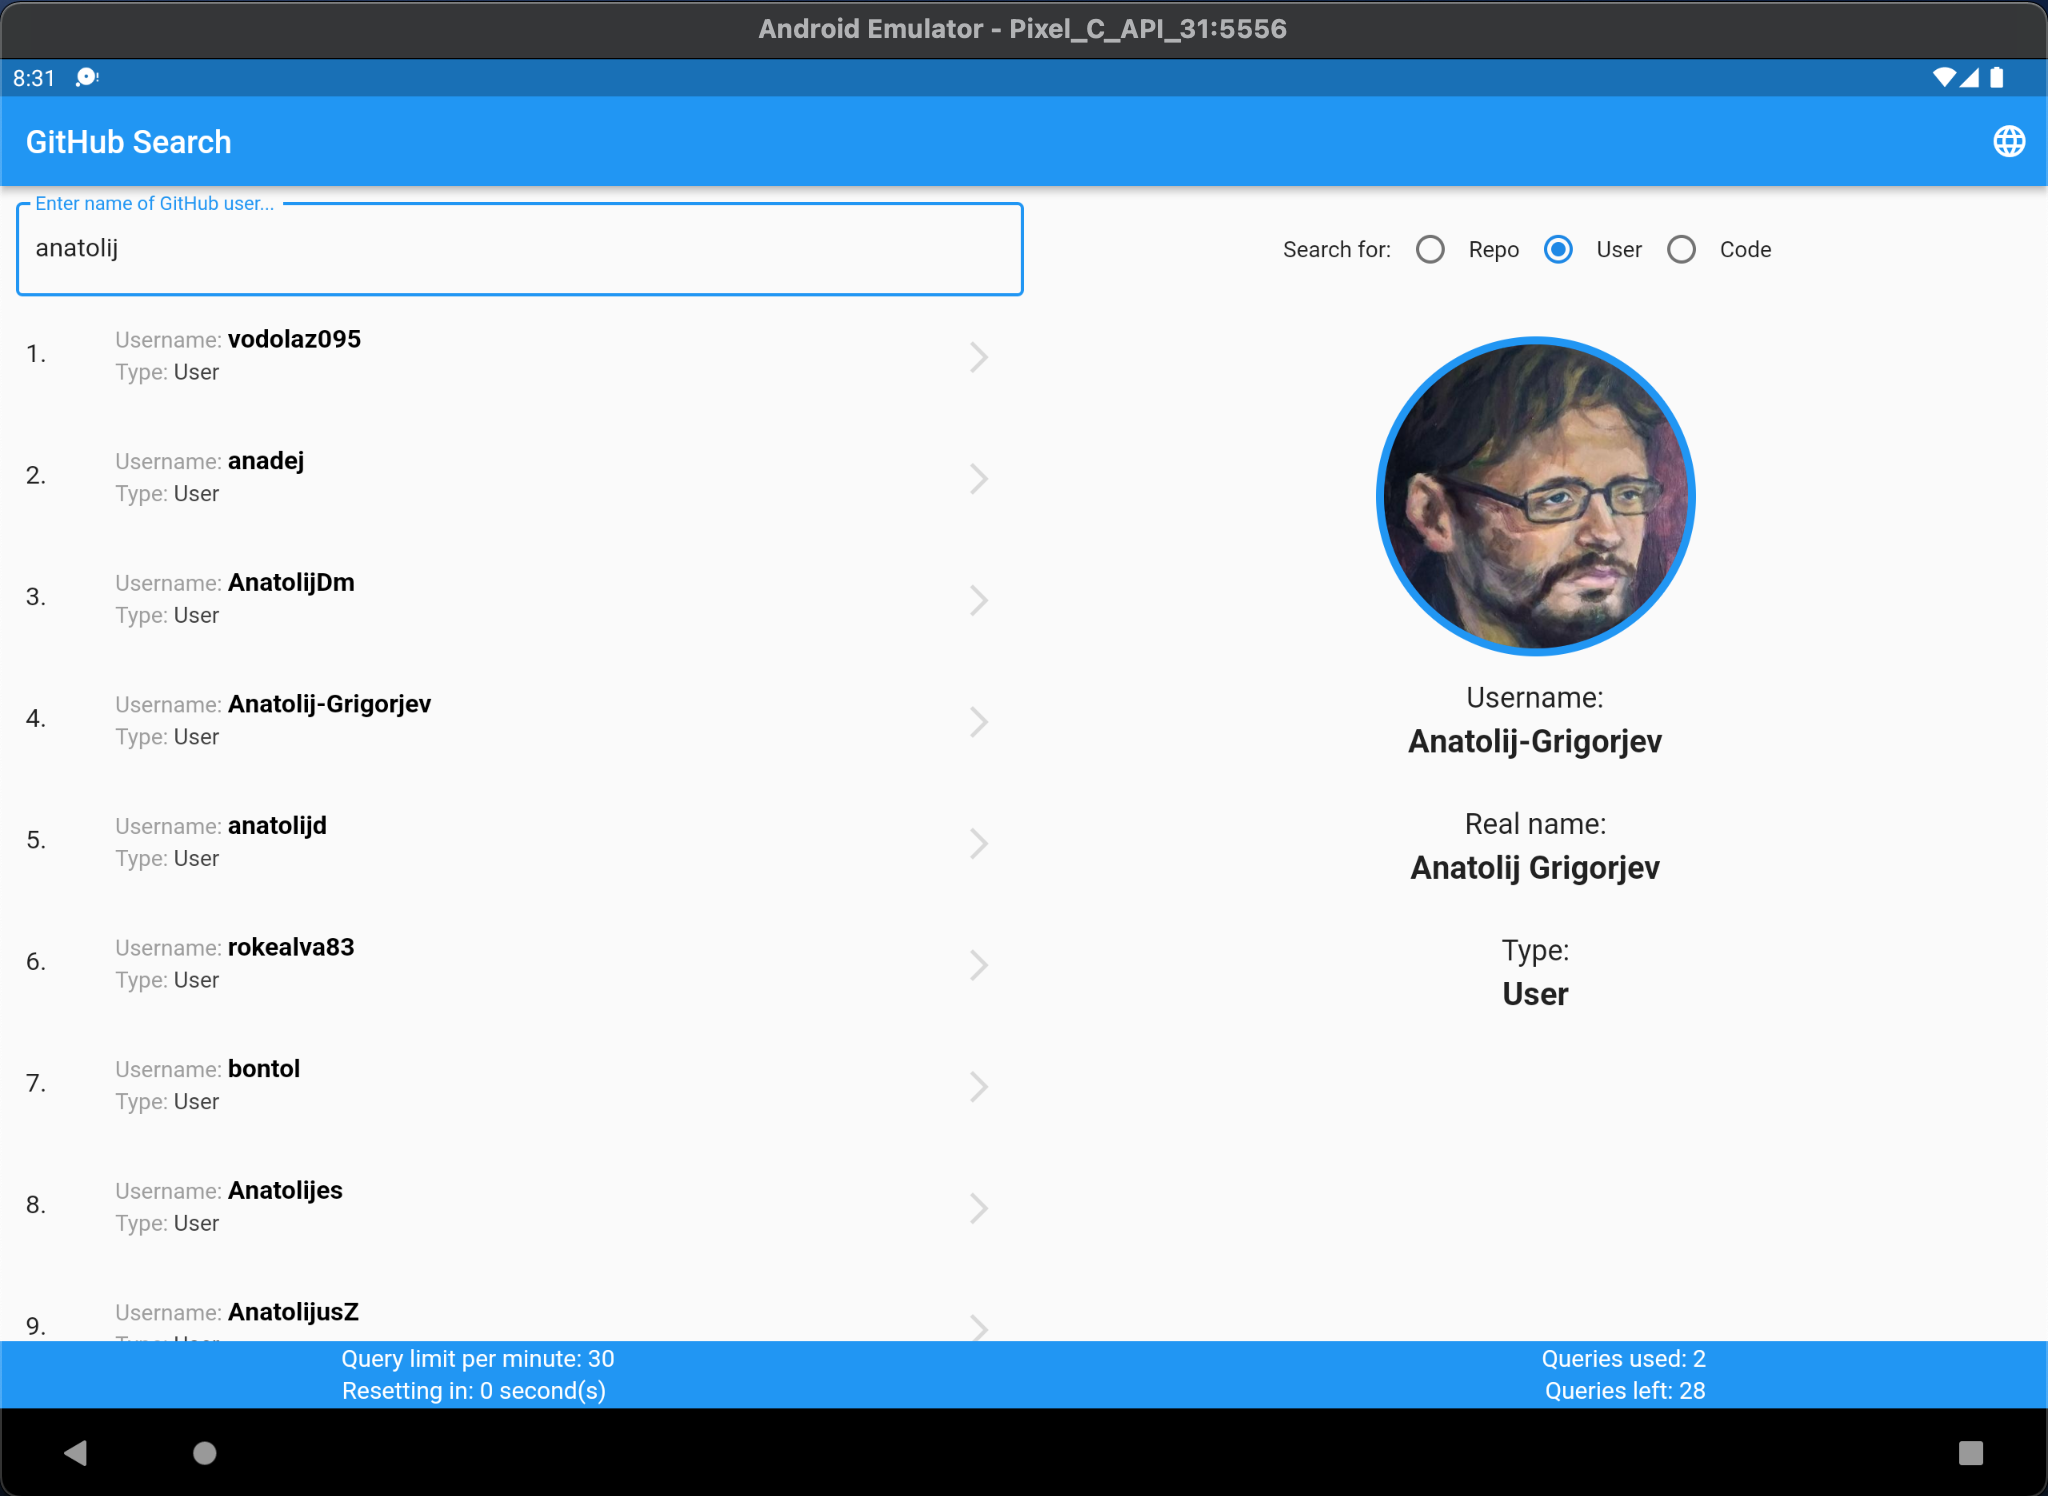 Android Emulator - Pixel_C_API_31:5556
8:31
GitHub Search
Enter name of GitHub user...
anatolij
Search for: Repo User Code
1.
Username: vodolaz095
Type: User
2.
Username: anadej
Type: User
3.
Username: AnatolijDm
Type: User
4.
Username: Anatolij-Grigorjev
Type: User
5.
Username: anatolijd
Type: User
6.
Username: rokealva83
Type: User
7.
Username: bontol
Type: User
8.
Username: Anatolijes
Type: User
9.
Username: AnatolijusZ
Type: User
Username:
Anatolij-Grigorjev
Real name:
Anatolij Grigorjev
Type:
User
Query limit per minute: 30
Resetting in: 0 second(s)
Queries used: 2
Queries left: 28